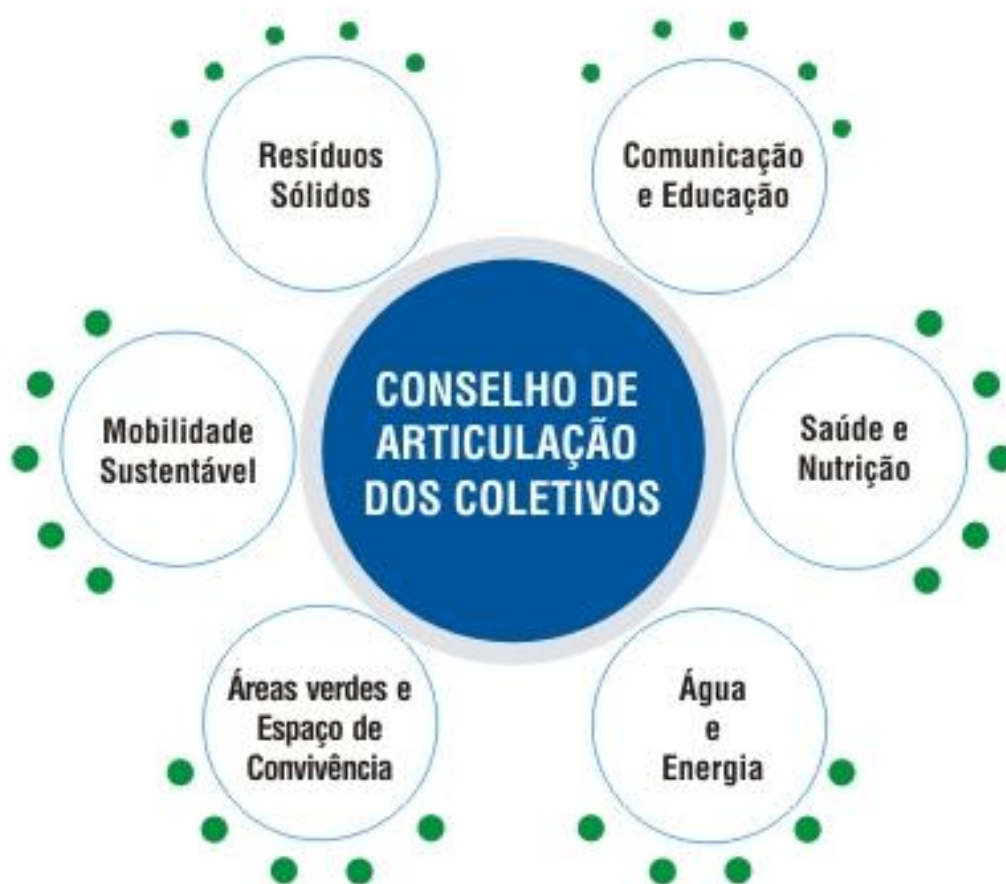 Resíduos
Sólidos
Comunicação
e Educação
Mobilidade
Sustentável
CONSELHO DE
ARTICULAÇÃO
DOS COLETIVOS
Saúde e
Nutrição
Áreas verdes e
Espaço de
Convivência
Água
e
Energia